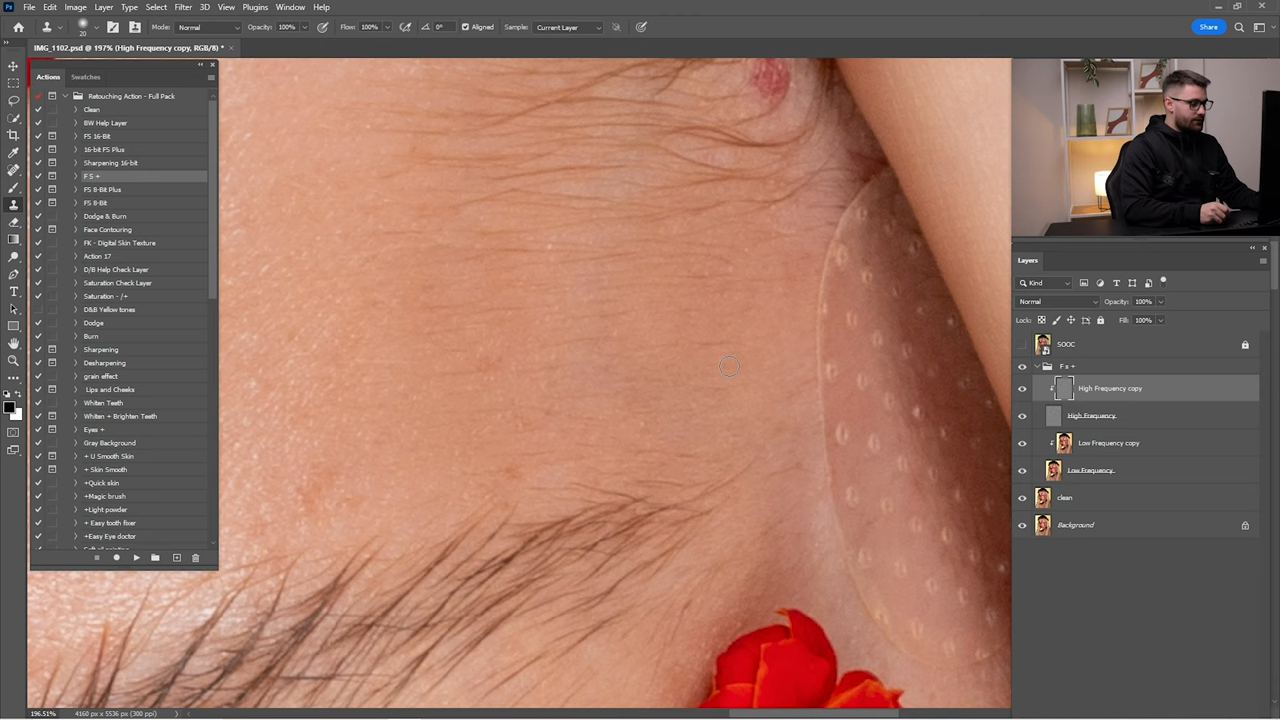 Ps File Edit Image Layer Type Select Filter 3D View Plugins Window Help
20 Mode: Normal Opacity: 100% Flow: 100% 0° Aligned Sample: Current Layer Share
IMG_1102.psd @ 197% (High Frequency copy, RGB/8) *
Actions Swatches
Retouching Action - Full Pack
Clean
BW Help Layer
FS 16-Bit
16-bit FS Plus
Sharpening 16-bit
F S +
FS 8-Bit Plus
FS 8-Bit
Dodge & Burn
Face Contouring
FK - Digital Skin Texture
Action 17
D/B Help Check Layer
Saturation Check Layer
Saturation - /+
D&B Yellow tones
Dodge
Burn
Sharpening
Desharpening
grain effect
Lips and Cheeks
Whiten Teeth
Whiten + Brighten Teeth
Eyes +
Gray Background
+ U Smooth Skin
+ Skin Smooth
+Quick skin
+Magic brush
+Light powder
+ Easy tooth fixer
+Easy Eye doctor
Layers
Kind
Normal Opacity: 100%
Lock: Fill: 100%
SOOC
F s +
High Frequency copy
High Frequency
Low Frequency copy
Low Frequency
clean
Background
196.51% 4160 px x 5536 px (300 ppi)